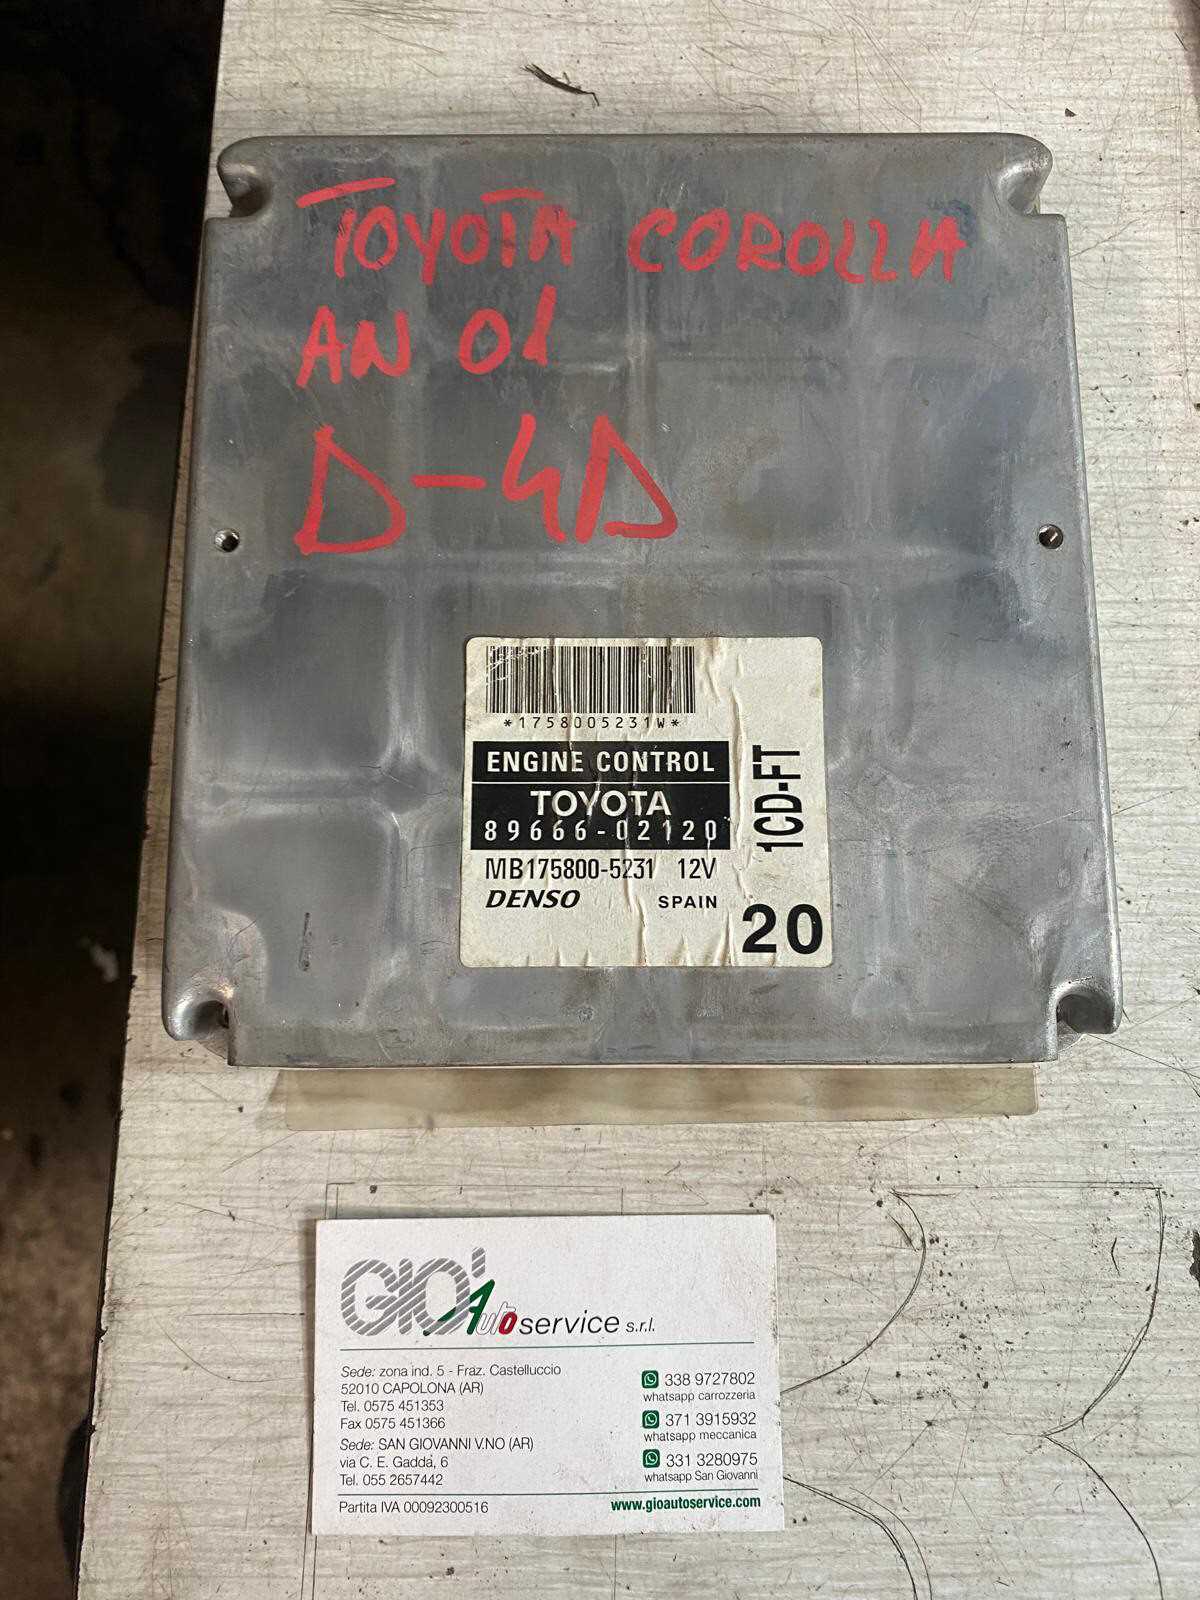 TOYOTA COROLLA
AN 01
D-4D
*1758005231W*
ENGINE CONTROL
TOYOTA
89666-02120
MB175800-5231 12V
DENSO SPAIN
1CD-FT
20
GIO' Autoservice s.r.l.
Sede: zona ind. 5 - Fraz. Castelluccio
52010 CAPOLONA (AR)
Tel. 0575 451353
Fax 0575 451366
Sede: SAN GIOVANNI V.NO (AR)
via C. E. Gadda, 6
Tel. 055 2657442
Partita IVA 00092300516
338 9727802
whatsapp carrozzeria
371 3915932
whatsapp meccanica
331 3280975
whatsapp San Giovanni
www.gioautoservice.com